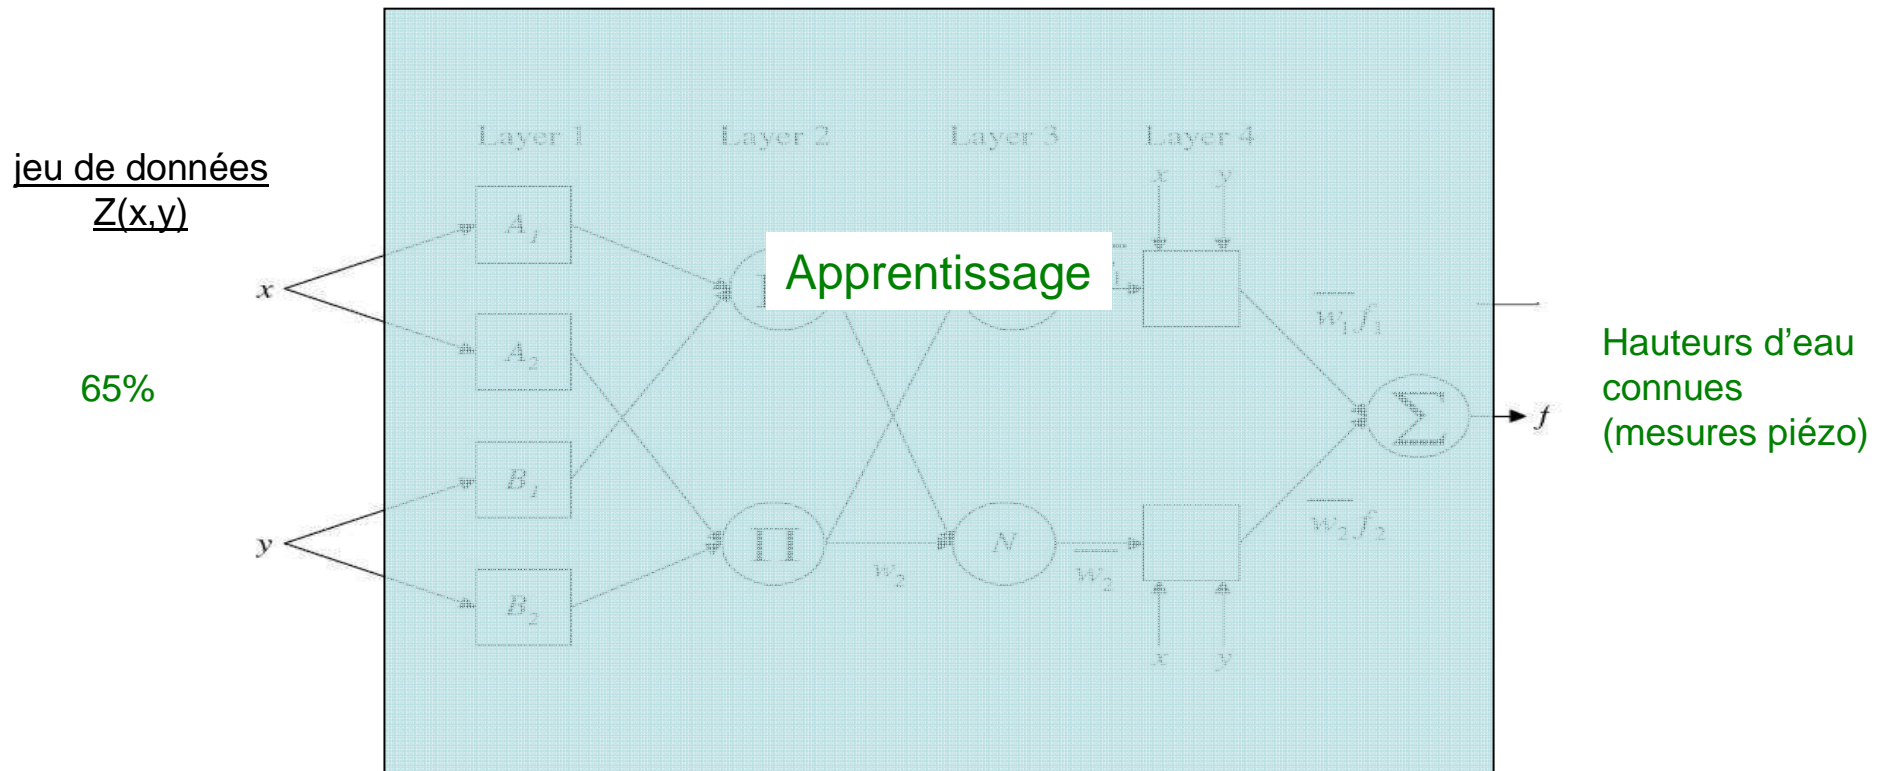 Layer 1 Layer 2 Layer 3 Layer 4
jeu de données
Z(x,y)
x y
A₁
Apprentissage
x
w̄₁f₁
A₂
65%
Hauteurs d'eau
connues
(mesures piézo)
Σ
f
B₁
y
Π N
w₂ w̄₂
w̄₂f₂
B₂
x y